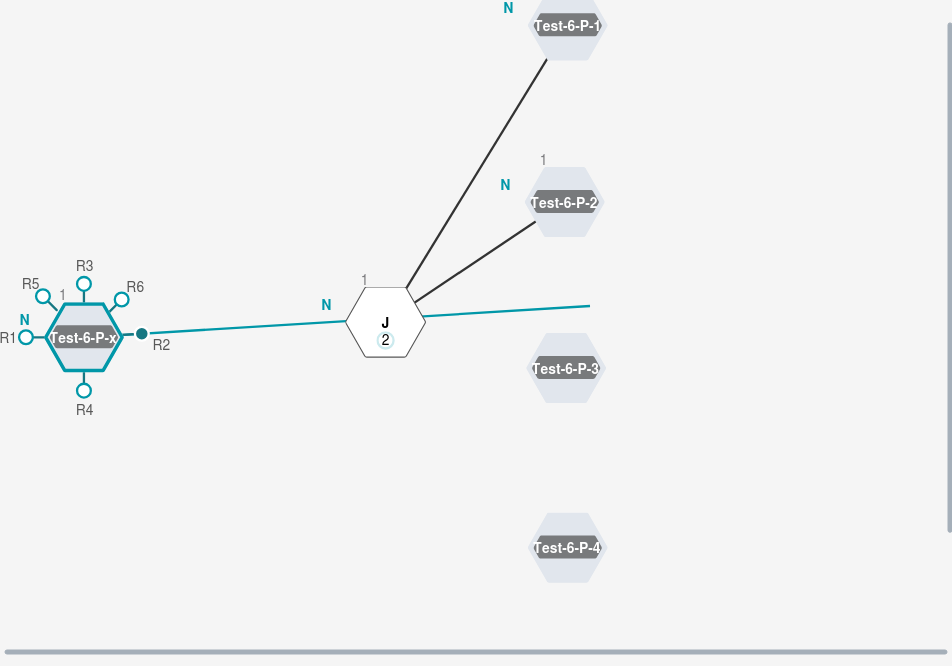 N
Test-6-P-1
1
N
Test-6-P-2
R3
R5
1
R6
N
R1
Test-6-P-x
R2
R4
1
N
J
2
Test-6-P-3
Test-6-P-4